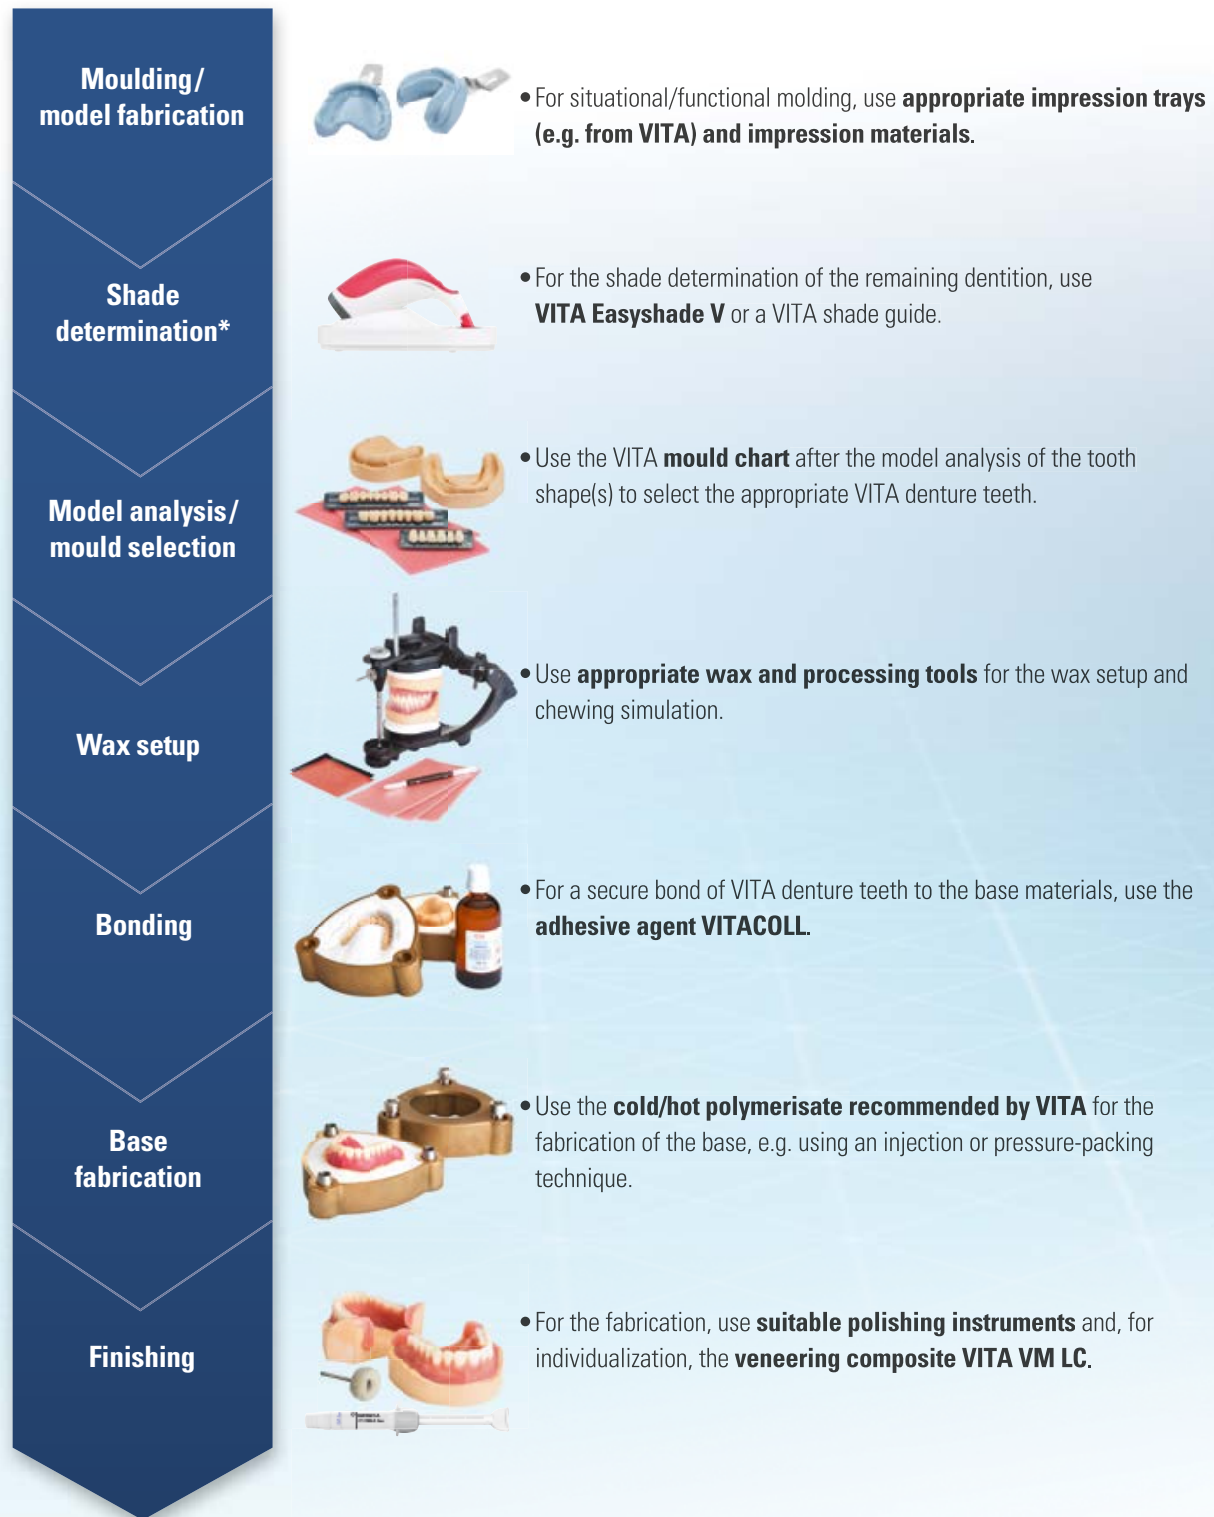 Moulding/
model fabrication
• For situational/functional molding, use appropriate impression trays
(e.g. from VITA) and impression materials.
Shade
determination*
• For the shade determination of the remaining dentition, use
VITA Easyshade V or a VITA shade guide.
Model analysis/
mould selection
• Use the VITA mould chart after the model analysis of the tooth
shape(s) to select the appropriate VITA denture teeth.
Wax setup
• Use appropriate wax and processing tools for the wax setup and
chewing simulation.
Bonding
• For a secure bond of VITA denture teeth to the base materials, use the
adhesive agent VITACOLL.
Base
fabrication
• Use the cold/hot polymerisate recommended by VITA for the
fabrication of the base, e.g. using an injection or pressure-packing
technique.
Finishing
• For the fabrication, use suitable polishing instruments and, for
individualization, the veneering composite VITA VM LC.